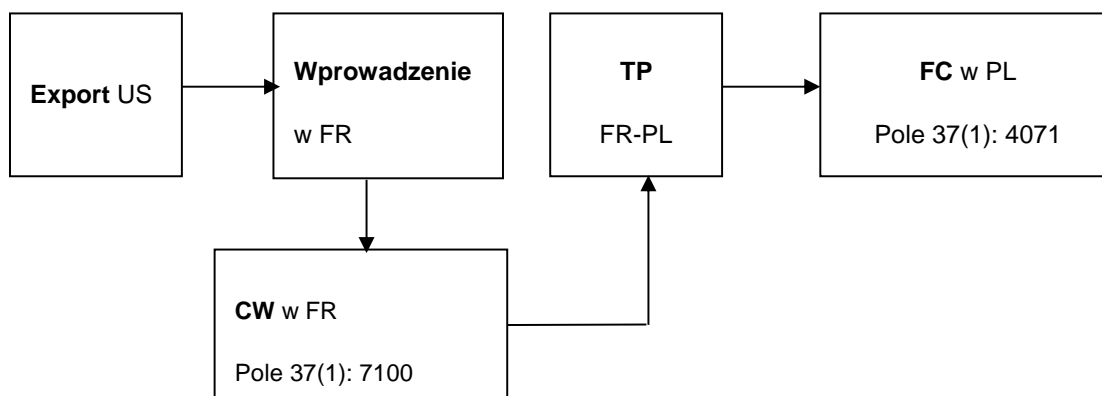 Export US
Wprowadzenie
w FR
CW w FR
Pole 37(1): 7100
TP
FR-PL
FC w PL
Pole 37(1): 4071